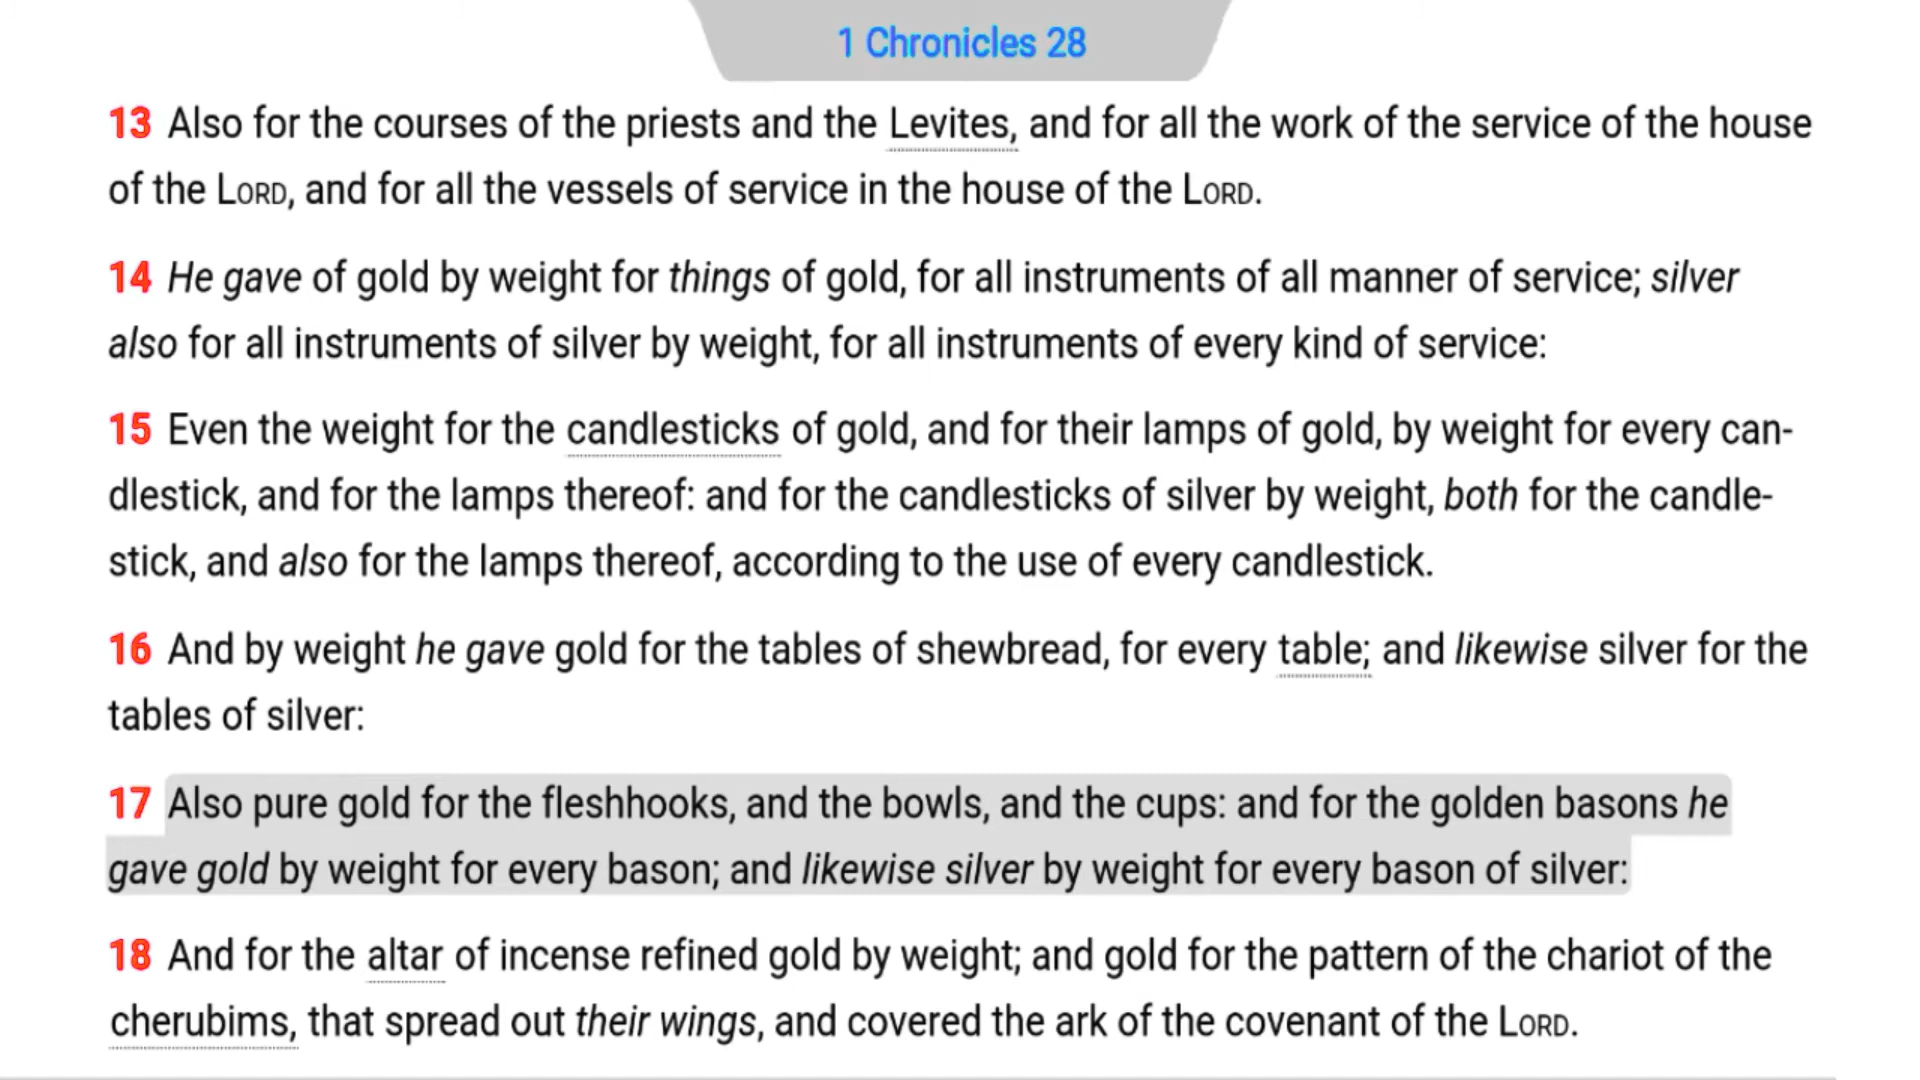 1 Chronicles 28
13 Also for the courses of the priests and the Levites, and for all the work of the service of the house
of the LORD, and for all the vessels of service in the house of the LORD.
14 He gave of gold by weight for things of gold, for all instruments of all manner of service; silver
also for all instruments of silver by weight, for all instruments of every kind of service:
15 Even the weight for the candlesticks of gold, and for their lamps of gold, by weight for every can-
dlestick, and for the lamps thereof: and for the candlesticks of silver by weight, both for the candle-
stick, and also for the lamps thereof, according to the use of every candlestick.
16 And by weight he gave gold for the tables of shewbread, for every table; and likewise silver for the
tables of silver:
17 Also pure gold for the fleshhooks, and the bowls, and the cups: and for the golden basons he
gave gold by weight for every bason; and likewise silver by weight for every bason of silver:
18 And for the altar of incense refined gold by weight; and gold for the pattern of the chariot of the
cherubims, that spread out their wings, and covered the ark of the covenant of the LORD.